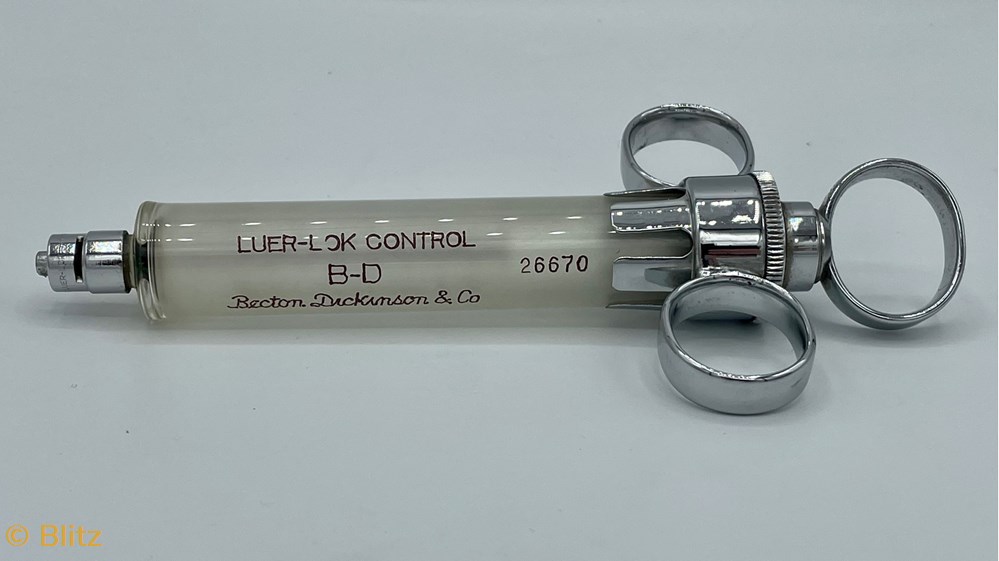 LUER-LOK CONTROL
B-D
26670
Becton, Dickinson & Co
© Blitz